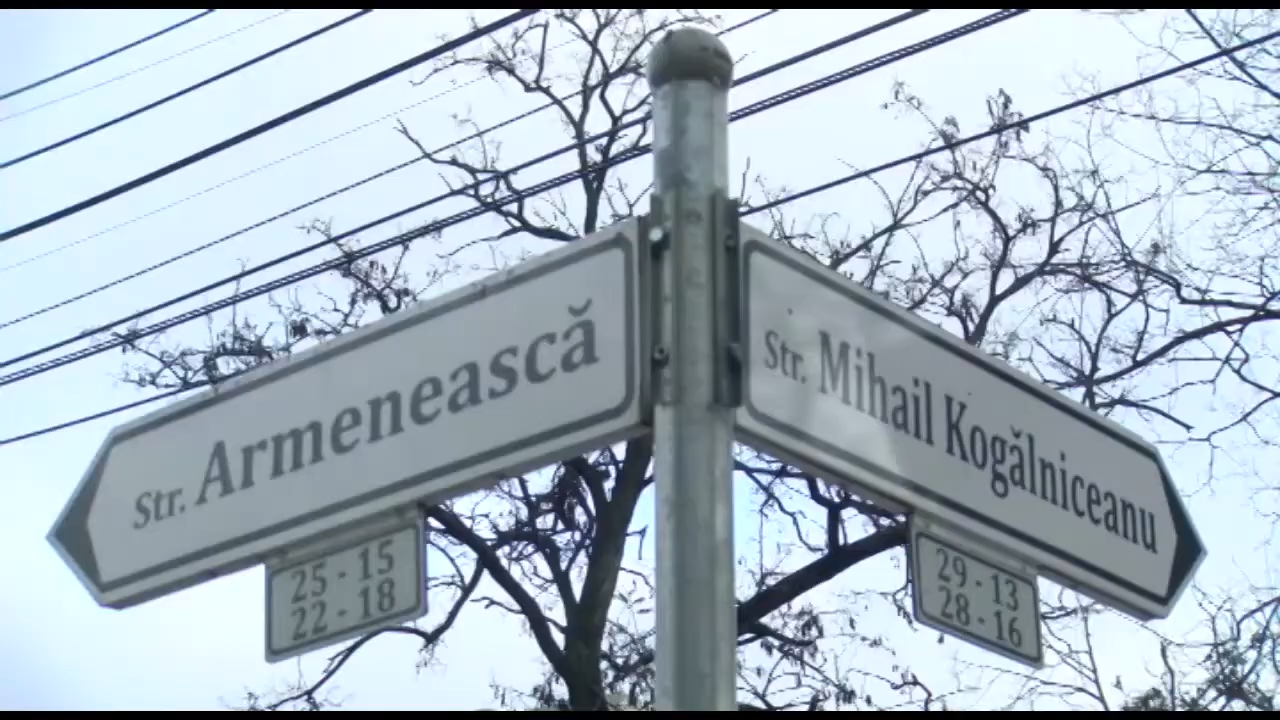 Str. Armenească
25 - 15
22 - 18
Str. Mihail Kogălniceanu
29 - 13
28 - 16